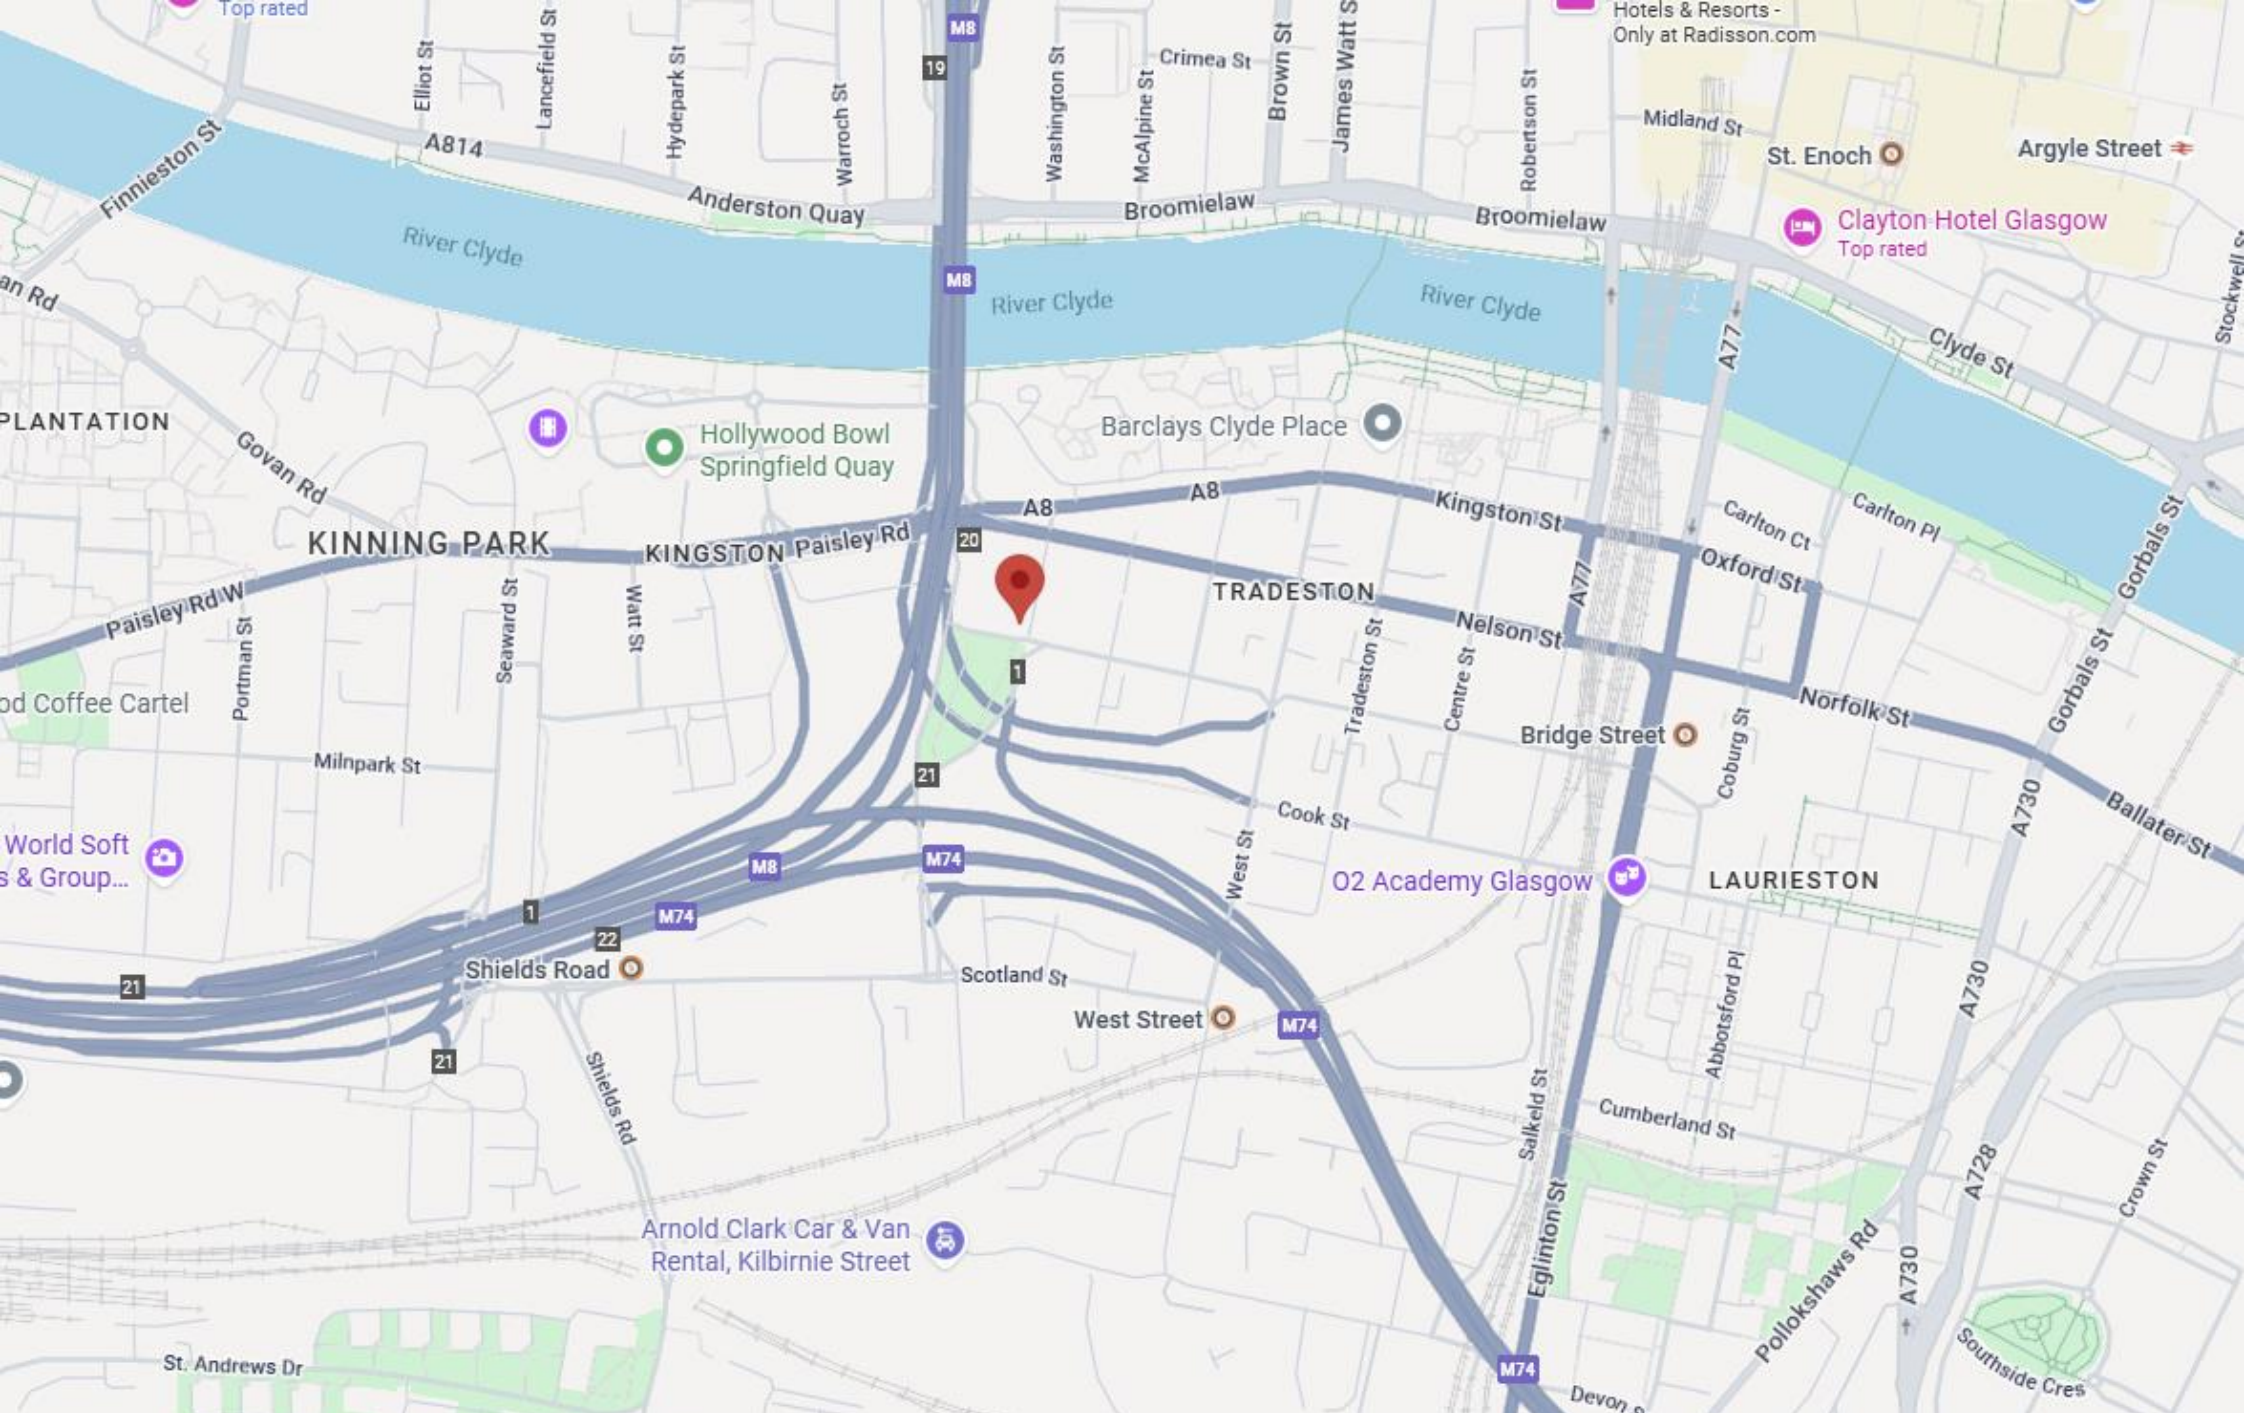 Top rated
M8
Hotels & Resorts -
Only at Radisson.com
19
Elliot St
Lancefield St
Hydepark St
Warroch St
Washington St
McAlpine St
Crimea St
Brown St
James Watt S
Robertson St
Midland St
St. Enoch
Argyle Street
Finnieston St
A814
Anderston Quay
Broomielaw
Broomielaw
Clayton Hotel Glasgow
Top rated
Stockwell St
River Clyde
M8
River Clyde
River Clyde
an Rd
A77
Clyde St
PLANTATION
Govan Rd
Hollywood Bowl
Springfield Quay
Barclays Clyde Place
A8
A8
Kingston St
Carlton Ct
Carlton Pl
Gorbals St
KINNING PARK
KINGSTON
Paisley Rd
20
Oxford St
A77
TRADESTON
Paisley Rd W
Portman St
Seaward St
Watt St
Nelson St
Gorbals St
1
Tradeston St
Centre St
od Coffee Cartel
Norfolk St
Bridge Street
Coburg St
Milnpark St
21
A730
Ballater St
Cook St
World Soft
s & Group...
M8
M74
West St
O2 Academy Glasgow
LAURIESTON
1
M74
22
Shields Road
21
Scotland St
West Street
M74
Abbotsford Pl
A730
21
Shields Rd
Salkeld St
Cumberland St
A728
Crown St
Arnold Clark Car & Van
Rental, Kilbirnie Street
Eglinton St
Pollokshaws Rd
A730
St. Andrews Dr
M74
Southside Cres
Devon S